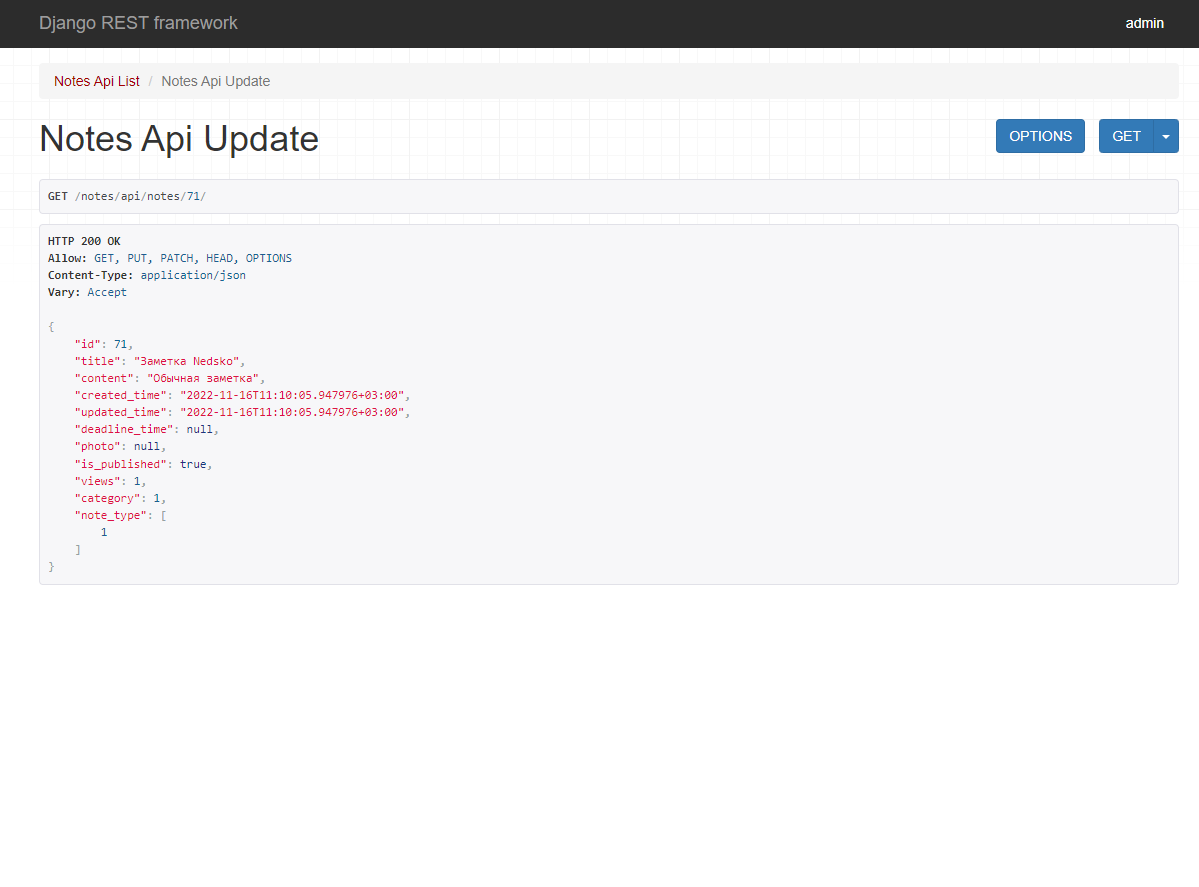 Django REST framework
admin
Notes Api List / Notes Api Update
Notes Api Update
OPTIONS
GET
GET /notes/api/notes/71/
HTTP 200 OK
Allow: GET, PUT, PATCH, HEAD, OPTIONS
Content-Type: application/json
Vary: Accept
{
    "id": 71,
    "title": "Заметка Nedsko",
    "content": "Обычная заметка",
    "created_time": "2022-11-16T11:10:05.947976+03:00",
    "updated_time": "2022-11-16T11:10:05.947976+03:00",
    "deadline_time": null,
    "photo": null,
    "is_published": true,
    "views": 1,
    "category": 1,
    "note_type": [
        1
    ]
}